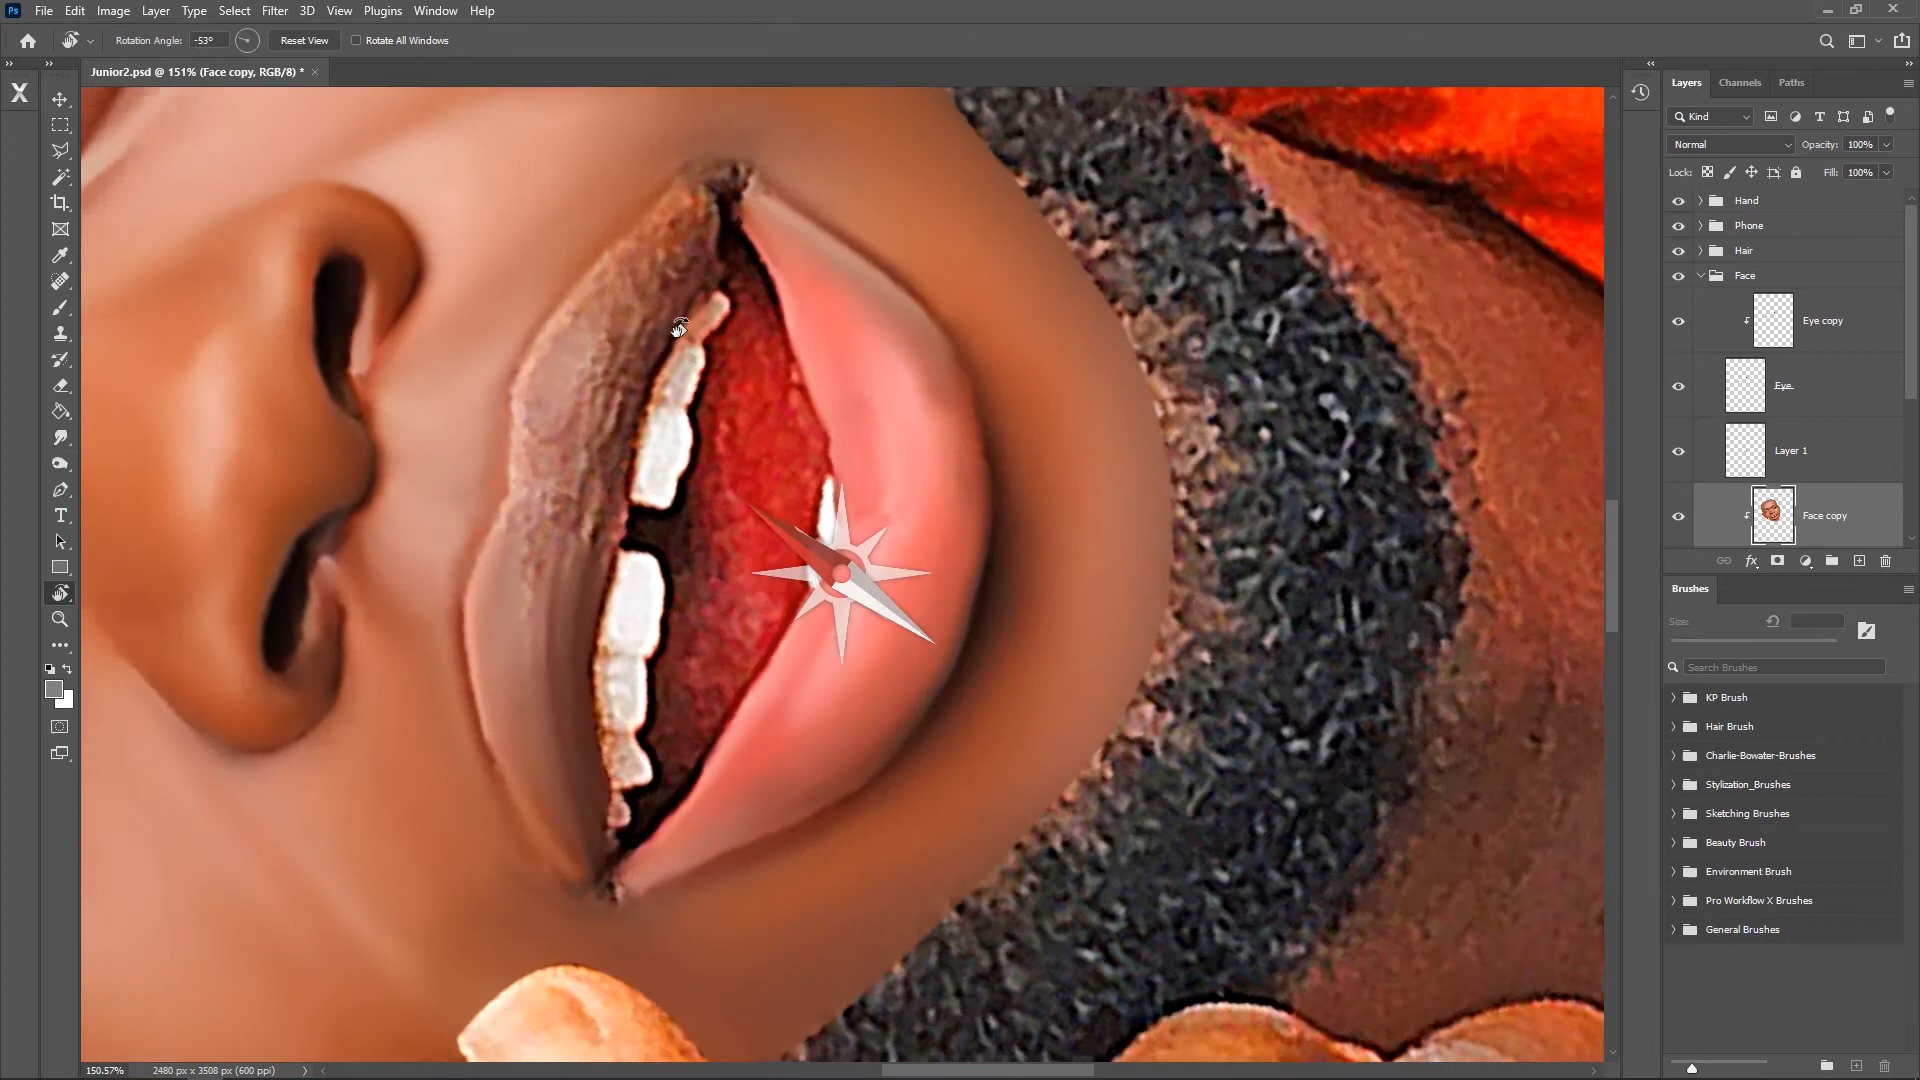 Ps File Edit Image Layer Type Select Filter 3D View Plugins Window Help
Rotation Angle: -53° Reset View Rotate All Windows
Junior2.psd @ 151% (Face copy, RGB/8) * ×
X
Layers Channels Paths
Kind
Normal Opacity: 100%
Lock: Fill: 100%
Hand
Phone
Hair
Face
Eye copy
Eye
Layer 1
Face copy
fx
Brushes
Size:
Search Brushes
KP Brush
Hair Brush
Charlie-Bowater-Brushes
Stylization_Brushes
Sketching Brushes
Beauty Brush
Environment Brush
Pro Workflow X Brushes
General Brushes
150.57% 2480 px x 3508 px (600 ppi)